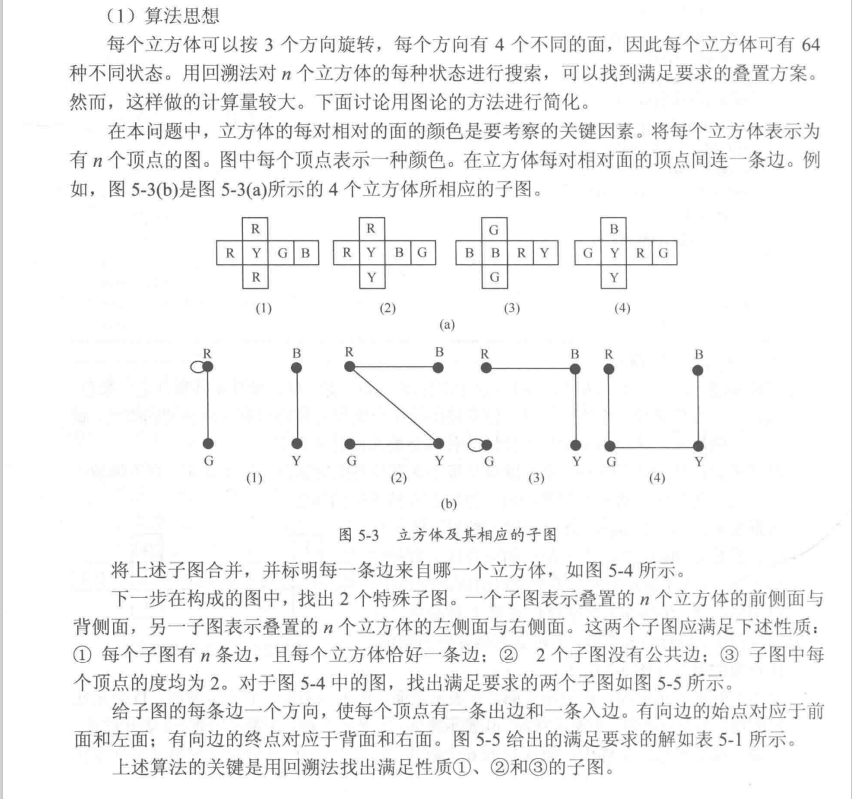 （1）算法思想
每个立方体可以按 3 个方向旋转，每个方向有 4 个不同的面，因此每个立方体可有 64
种不同状态。用回溯法对 n 个立方体的每种状态进行搜索，可以找到满足要求的叠置方案。
然而，这样做的计算量较大。下面讨论用图论的方法进行简化。
在本问题中，立方体的每对相对的面的颜色是要考察的关键因素。将每个立方体表示为
有 n 个顶点的图。图中每个顶点表示一种颜色。在立方体每对相对面的顶点间连一条边。例
如，图 5-3(b)是图 5-3(a)所示的 4 个立方体所相应的子图。
R R G B
R Y G B R Y B G B B R Y G Y R G
R Y G Y
(1) (2) (3) (4)
(a)
R B R B R B R B
G Y G Y G Y G Y
(1) (2) (3) (4)
(b)
图 5-3 立方体及其相应的子图
将上述子图合并，并标明每一条边来自哪一个立方体，如图 5-4 所示。
下一步在构成的图中，找出 2 个特殊子图。一个子图表示叠置的 n 个立方体的前侧面与
背侧面，另一子图表示叠置的 n 个立方体的左侧面与右侧面。这两个子图应满足下述性质：
① 每个子图有 n 条边，且每个立方体恰好一条边；② 2 个子图没有公共边；③ 子图中每
个顶点的度均为 2。对于图 5-4 中的图，找出满足要求的两个子图如图 5-5 所示。
给子图的每条边一个方向，使每个顶点有一条出边和一条入边。有向边的始点对应于前
面和左面；有向边的终点对应于背面和右面。图 5-5 给出的满足要求的解如表 5-1 所示。
上述算法的关键是用回溯法找出满足性质①、②和③的子图。